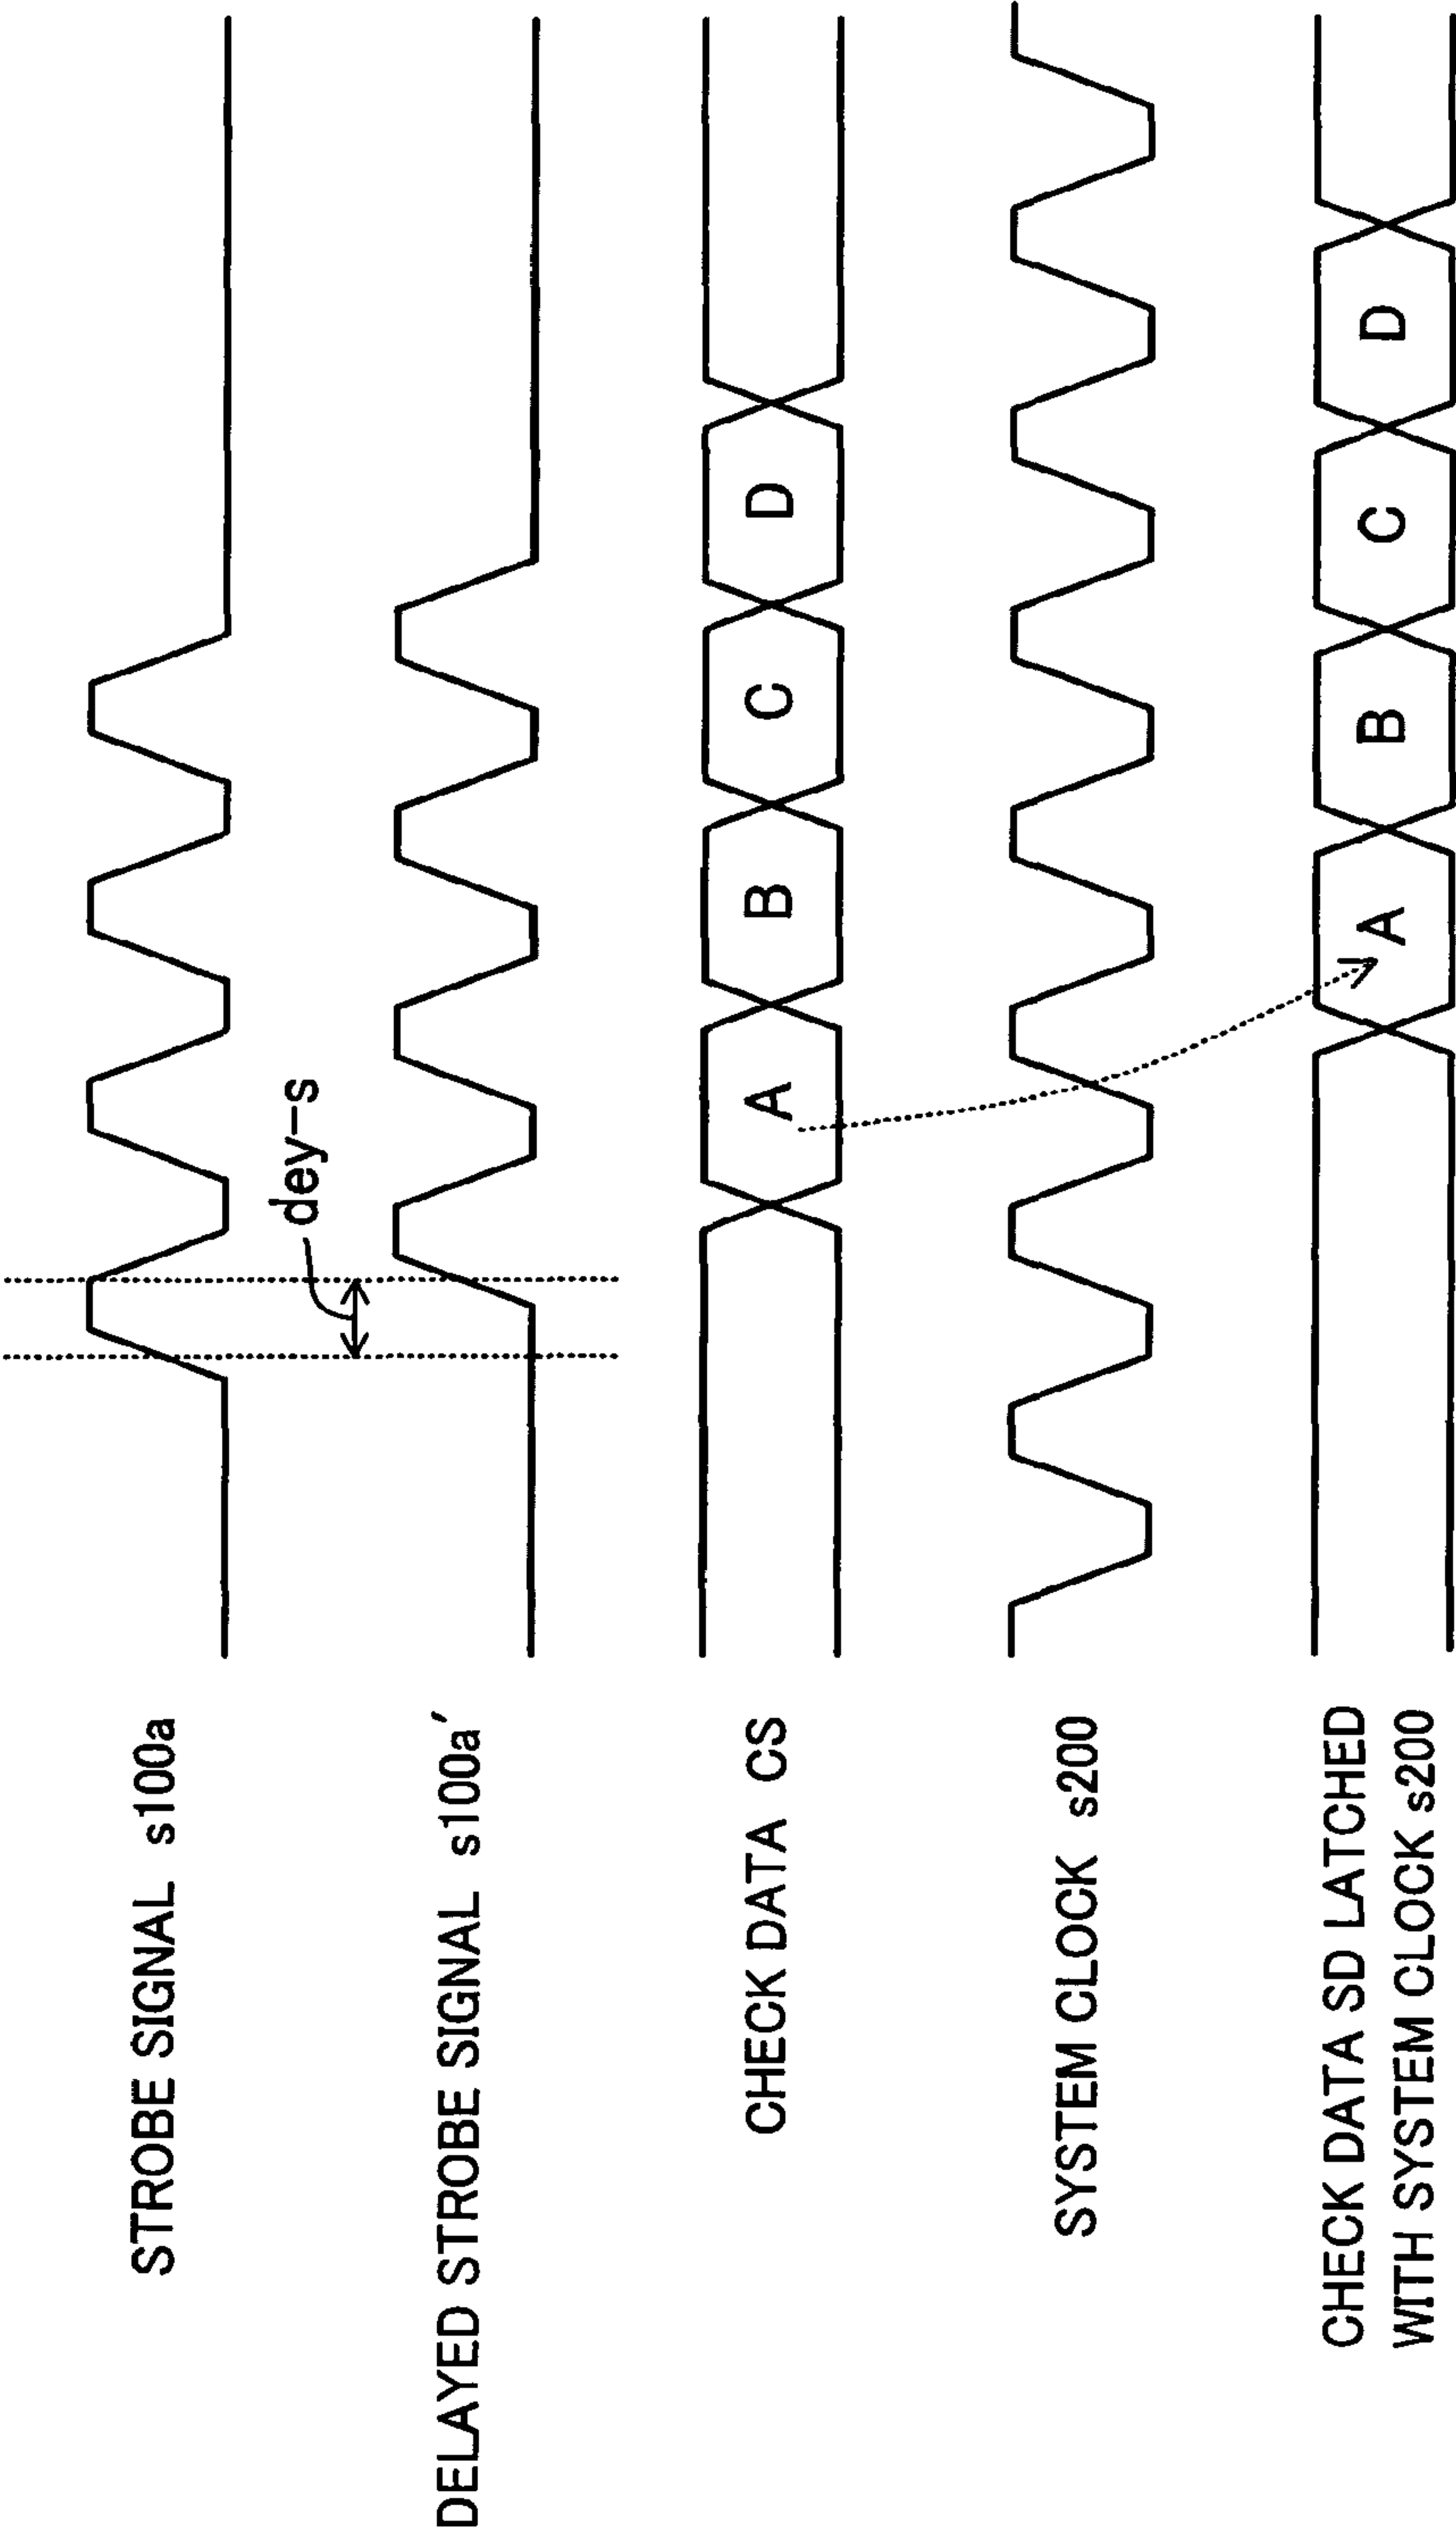 STROBE SIGNAL s100a
dey-s
DELAYED STROBE SIGNAL s100a′
CHECK DATA CS
A B C D
SYSTEM CLOCK s200
CHECK DATA SD LATCHED
WITH SYSTEM CLOCK s200
A B C D